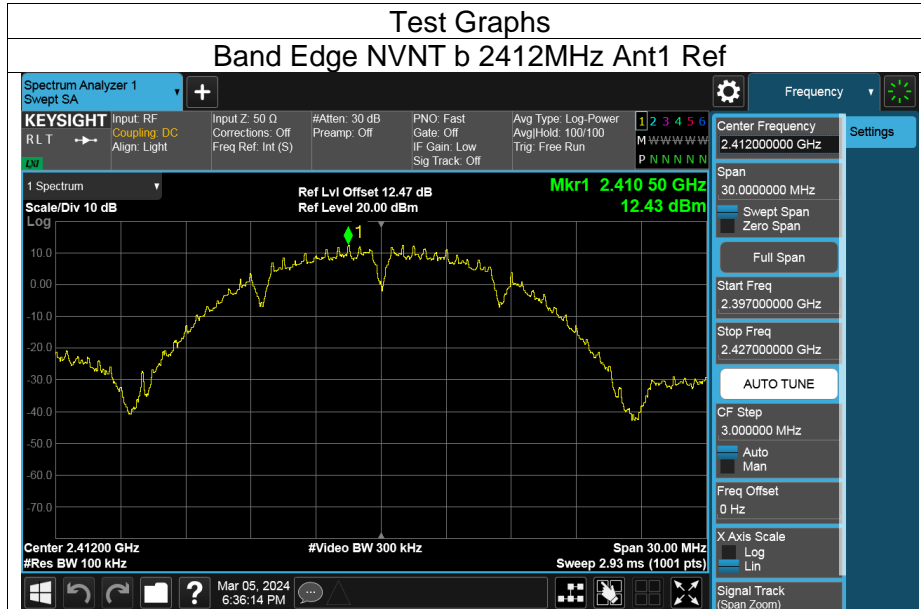 Test Graphs
Band Edge NVNT b 2412MHz Ant1 Ref
Spectrum Analyzer 1
Swept SA
+
Frequency
KEYSIGHT
RLT
LXI
Input: RF
Coupling: DC
Align: Light
Input Z: 50 Ω
Corrections: Off
Freq Ref: Int (S)
#Atten: 30 dB
Preamp: Off
PNO: Fast
Gate: Off
IF Gain: Low
Sig Track: Off
Avg Type: Log-Power
Avg|Hold: 100/100
Trig: Free Run
1 2 3 4 5 6
M W W W W W
P N N N N N
Center Frequency
2.412000000 GHz
Settings
Span
30.0000000 MHz
Swept Span
Zero Span
Full Span
Start Freq
2.397000000 GHz
Stop Freq
2.427000000 GHz
AUTO TUNE
CF Step
3.000000 MHz
Auto
Man
Freq Offset
0 Hz
X Axis Scale
Log
Lin
Signal Track
(Span Zoom)
1 Spectrum
Scale/Div 10 dB
Log
Ref Lvl Offset 12.47 dB
Ref Level 20.00 dBm
Mkr1 2.410 50 GHz
12.43 dBm
1
10.0
0.00
-10.0
-20.0
-30.0
-40.0
-50.0
-60.0
-70.0
Center 2.41200 GHz
#Res BW 100 kHz
#Video BW 300 kHz
Span 30.00 MHz
Sweep 2.93 ms (1001 pts)
?
Mar 05, 2024
6:36:14 PM